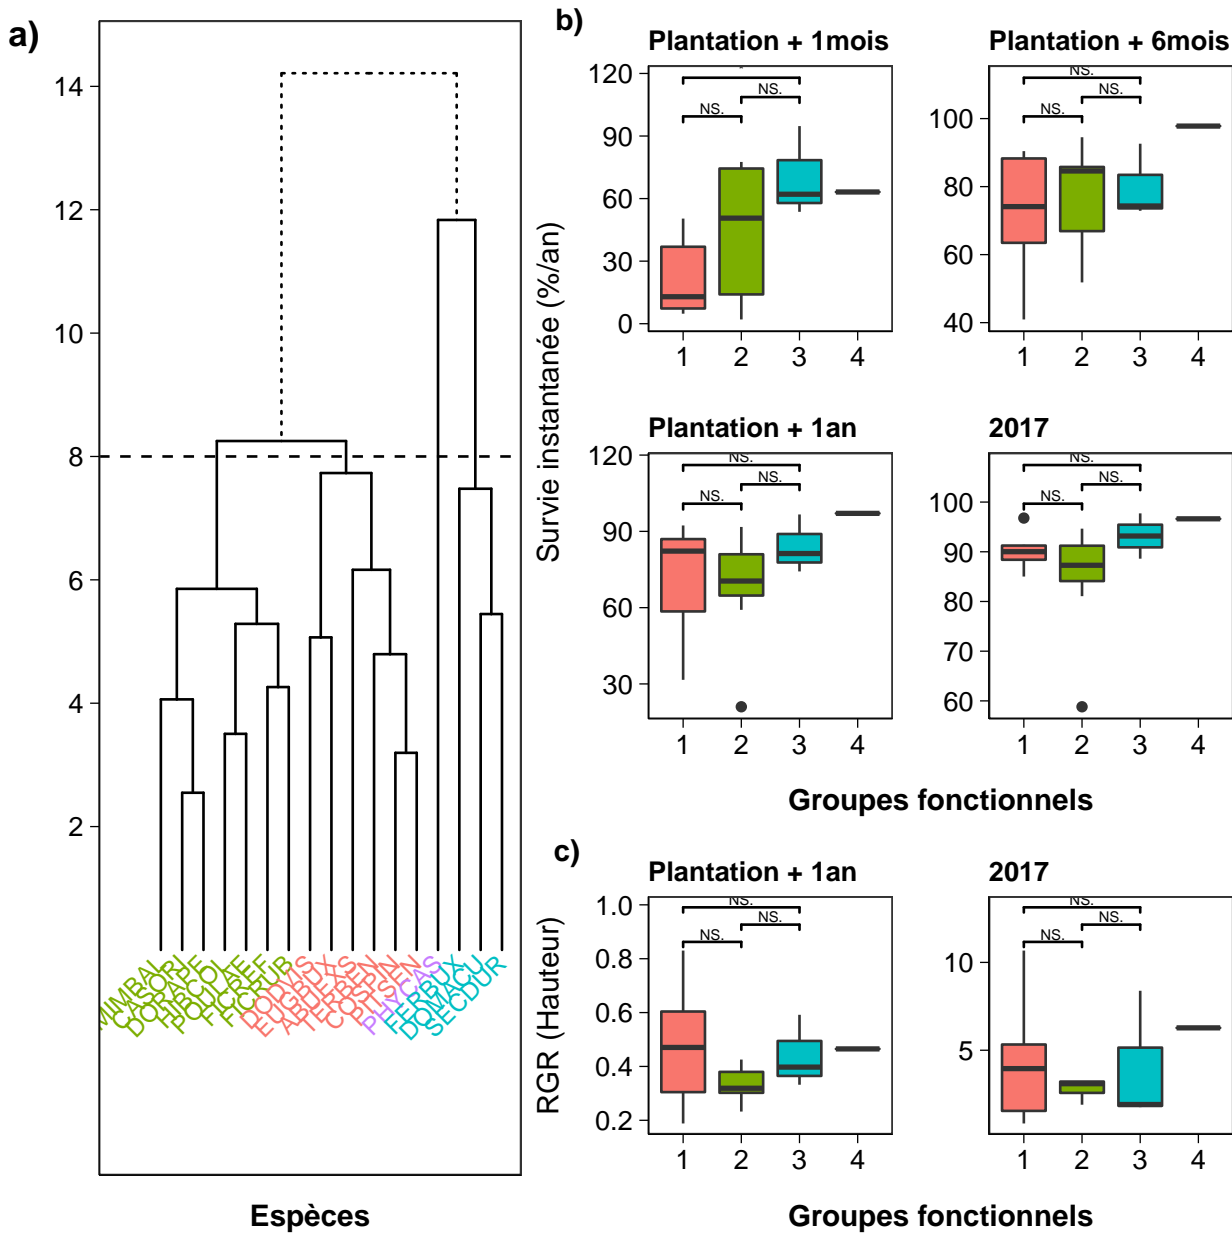 a)
14
12
10
8
6
4
2
MIMBAL
PHYCAS
FERBUX
DOMACU
SECDUR
Espèces
b)
Survie instantanée (%/an)
Plantation + 1mois
120
90
60
30
0
NS.
NS.
1 2 3 4
Plantation + 6mois
100
80
60
40
NS.
NS.
NS.
1 2 3 4
Plantation + 1an
120
90
60
30
NS.
NS.
NS.
1 2 3 4
2017
100
90
80
70
60
NS.
NS.
NS.
1 2 3 4
Groupes fonctionnels
c)
RGR (Hauteur)
Plantation + 1an
1.0
0.8
0.6
0.4
0.2
NS.
NS.
NS.
1 2 3 4
2017
10
5
NS.
NS.
NS.
1 2 3 4
Groupes fonctionnels